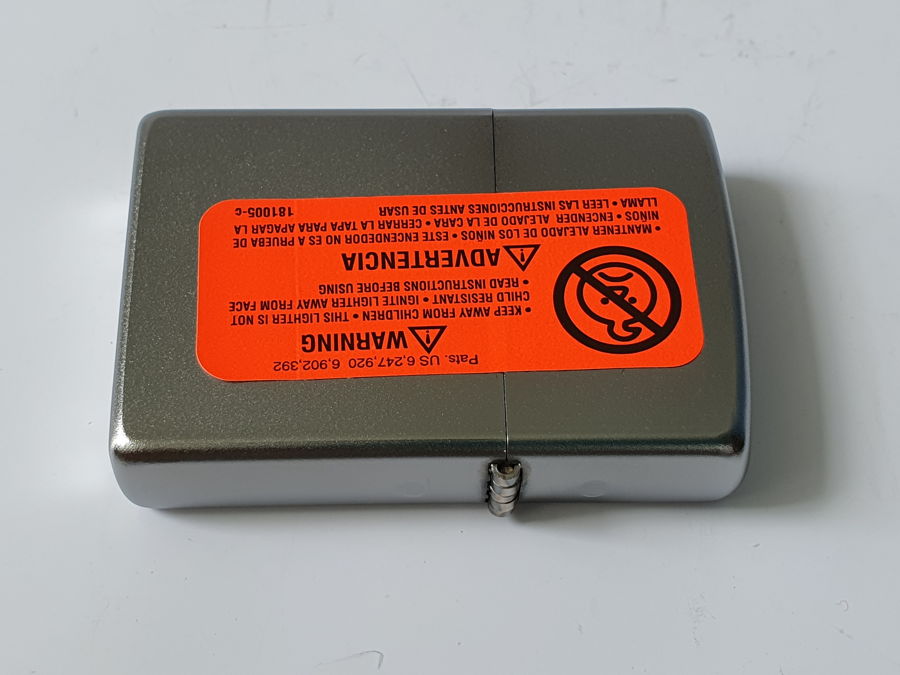 Pats. US 6,247,920 6,902,392
WARNING
• KEEP AWAY FROM CHILDREN • THIS LIGHTER IS NOT
CHILD RESISTANT • IGNITE LIGHTER AWAY FROM FACE
• READ INSTRUCTIONS BEFORE USING
ADVERTENCIA
• MANTENER ALEJADO DE LOS NIÑOS • ESTE ENCENDEDOR NO ES A PRUEBA DE
NIÑOS • ENCENDER ALEJADO DE LA CARA • CERRAR LA TAPA PARA APAGAR LA
LLAMA • LEER LAS INSTRUCCIONES ANTES DE USAR 181005-c